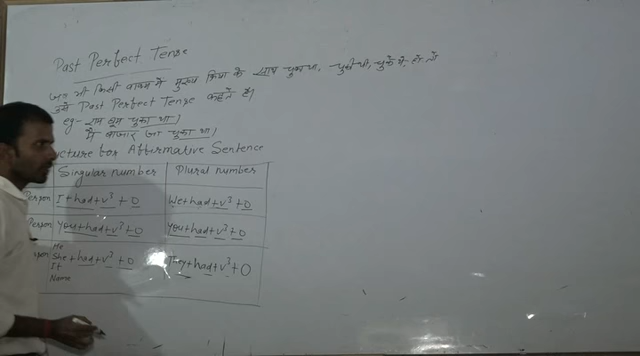 Past Perfect Tense
जब भी किसी वाक्य में मुख्य क्रिया के साथ चुका था, चुकी थी, चुके थे, हो तो
उसे Past Perfect Tense कहते है।
eg- राम घूम चुका था।
मैं बाजार जा चुका था।
ucture for Affirmative Sentence
Singular number Plural number
Person I+had+v³+O We+had+v³+O
Person You+had+v³+O You+had+v³+O
He
She+had+v³+O They+had+v³+O
It
Name